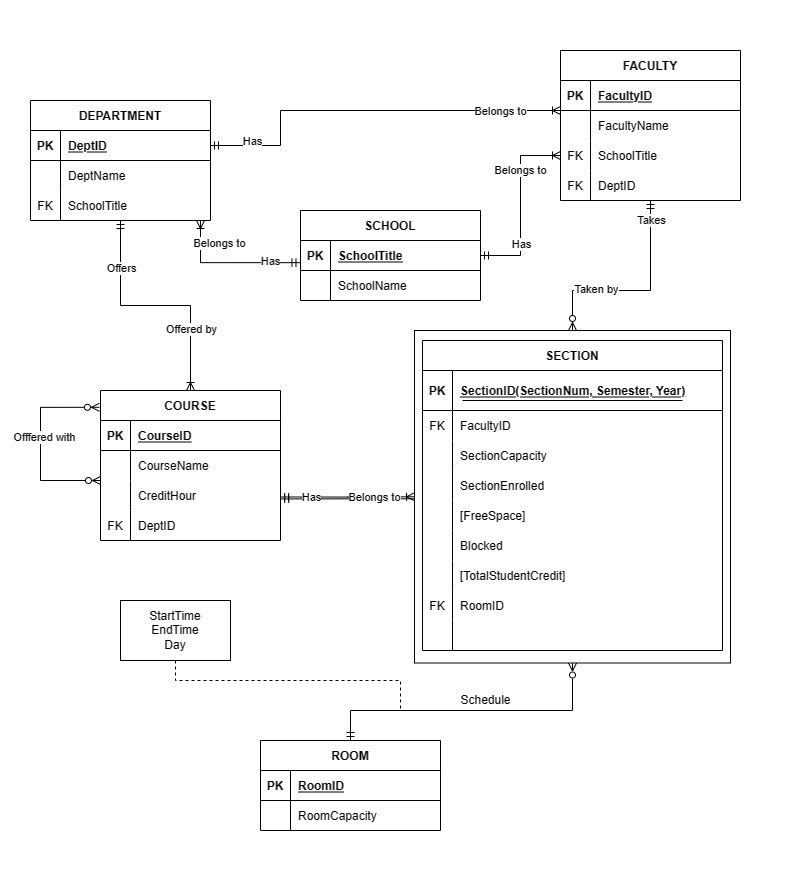 FACULTY
PK FacultyID
FacultyName
FK SchoolTitle
FK DeptID
DEPARTMENT
PK DeptID
DeptName
FK SchoolTitle
Has
Belongs to
Belongs to
Has
SCHOOL
PK SchoolTitle
SchoolName
Belongs to
Has
Takes
Taken by
Offers
Offered by
COURSE
PK CourseID
CourseName
CreditHour
FK DeptID
Offfered with
Has
Belongs to
SECTION
PK SectionID(SectionNum, Semester, Year)
FK FacultyID
SectionCapacity
SectionEnrolled
[FreeSpace]
Blocked
[TotalStudentCredit]
FK RoomID
StartTime
EndTime
Day
Schedule
ROOM
PK RoomID
RoomCapacity